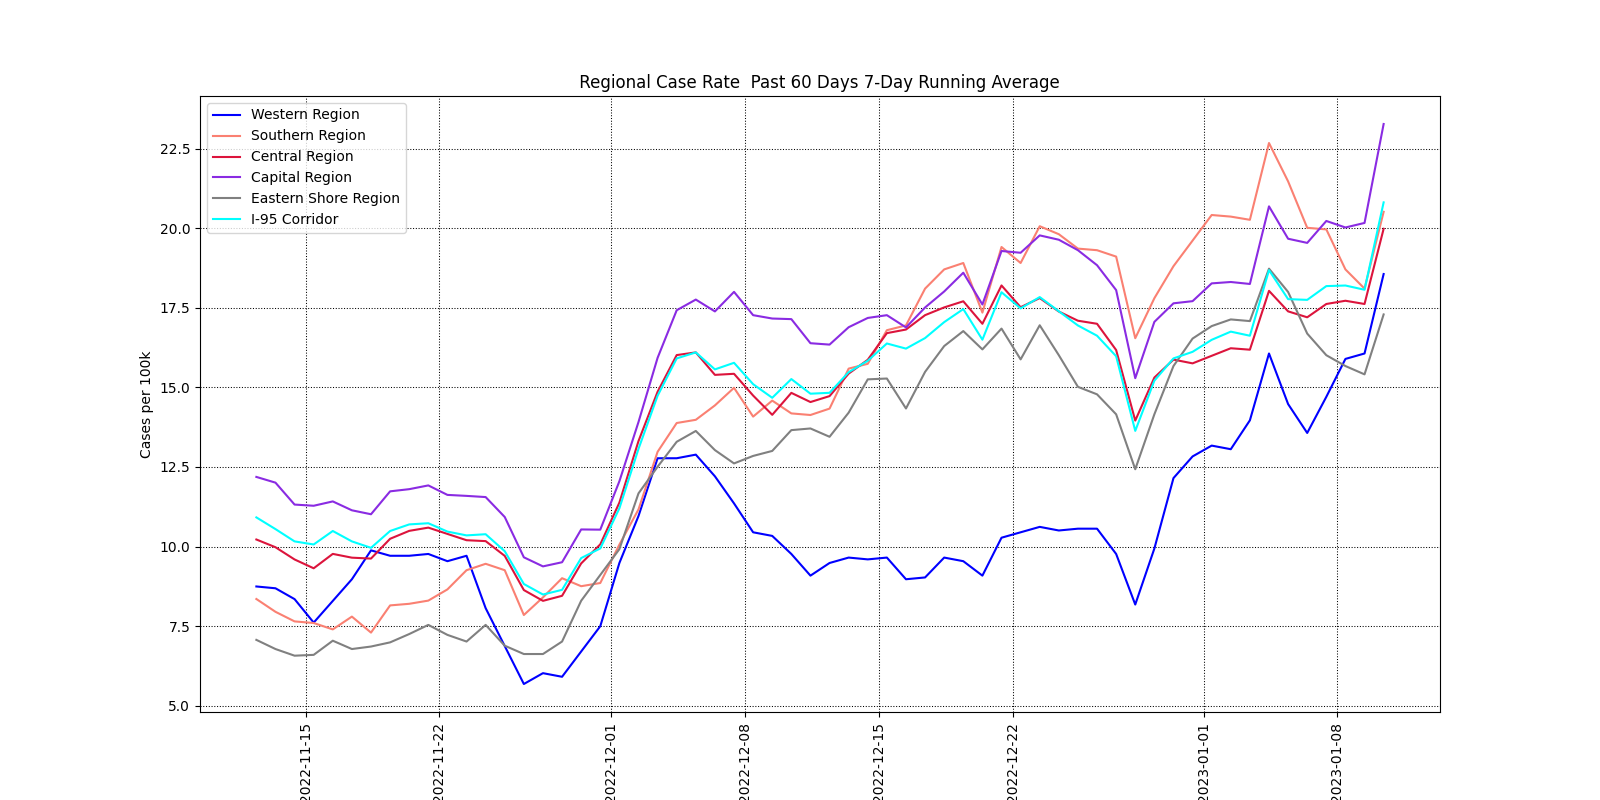 Regional Case Rate  Past 60 Days 7-Day Running Average
Western Region
Southern Region
Central Region
Capital Region
Eastern Shore Region
I-95 Corridor
Cases per 100k
22.5
20.0
17.5
15.0
12.5
10.0
7.5
5.0
2022-11-15
2022-11-22
2022-12-01
2022-12-08
2022-12-15
2022-12-22
2023-01-01
2023-01-08